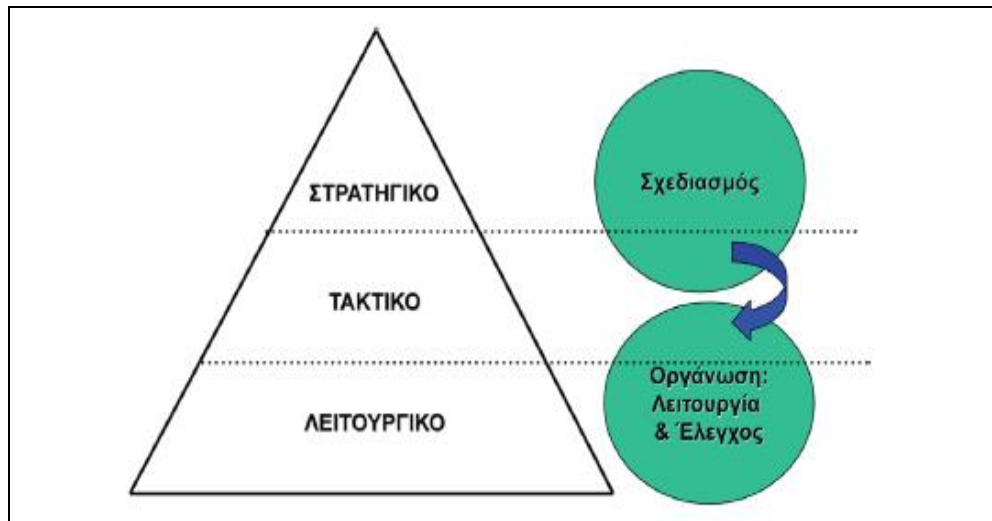 ΣΤΡΑΤΗΓΙΚΟ
Σχεδιασμός
ΤΑΚΤΙΚΟ
ΛΕΙΤΟΥΡΓΙΚΟ
Οργάνωση:
Λειτουργία
& Έλεγχος